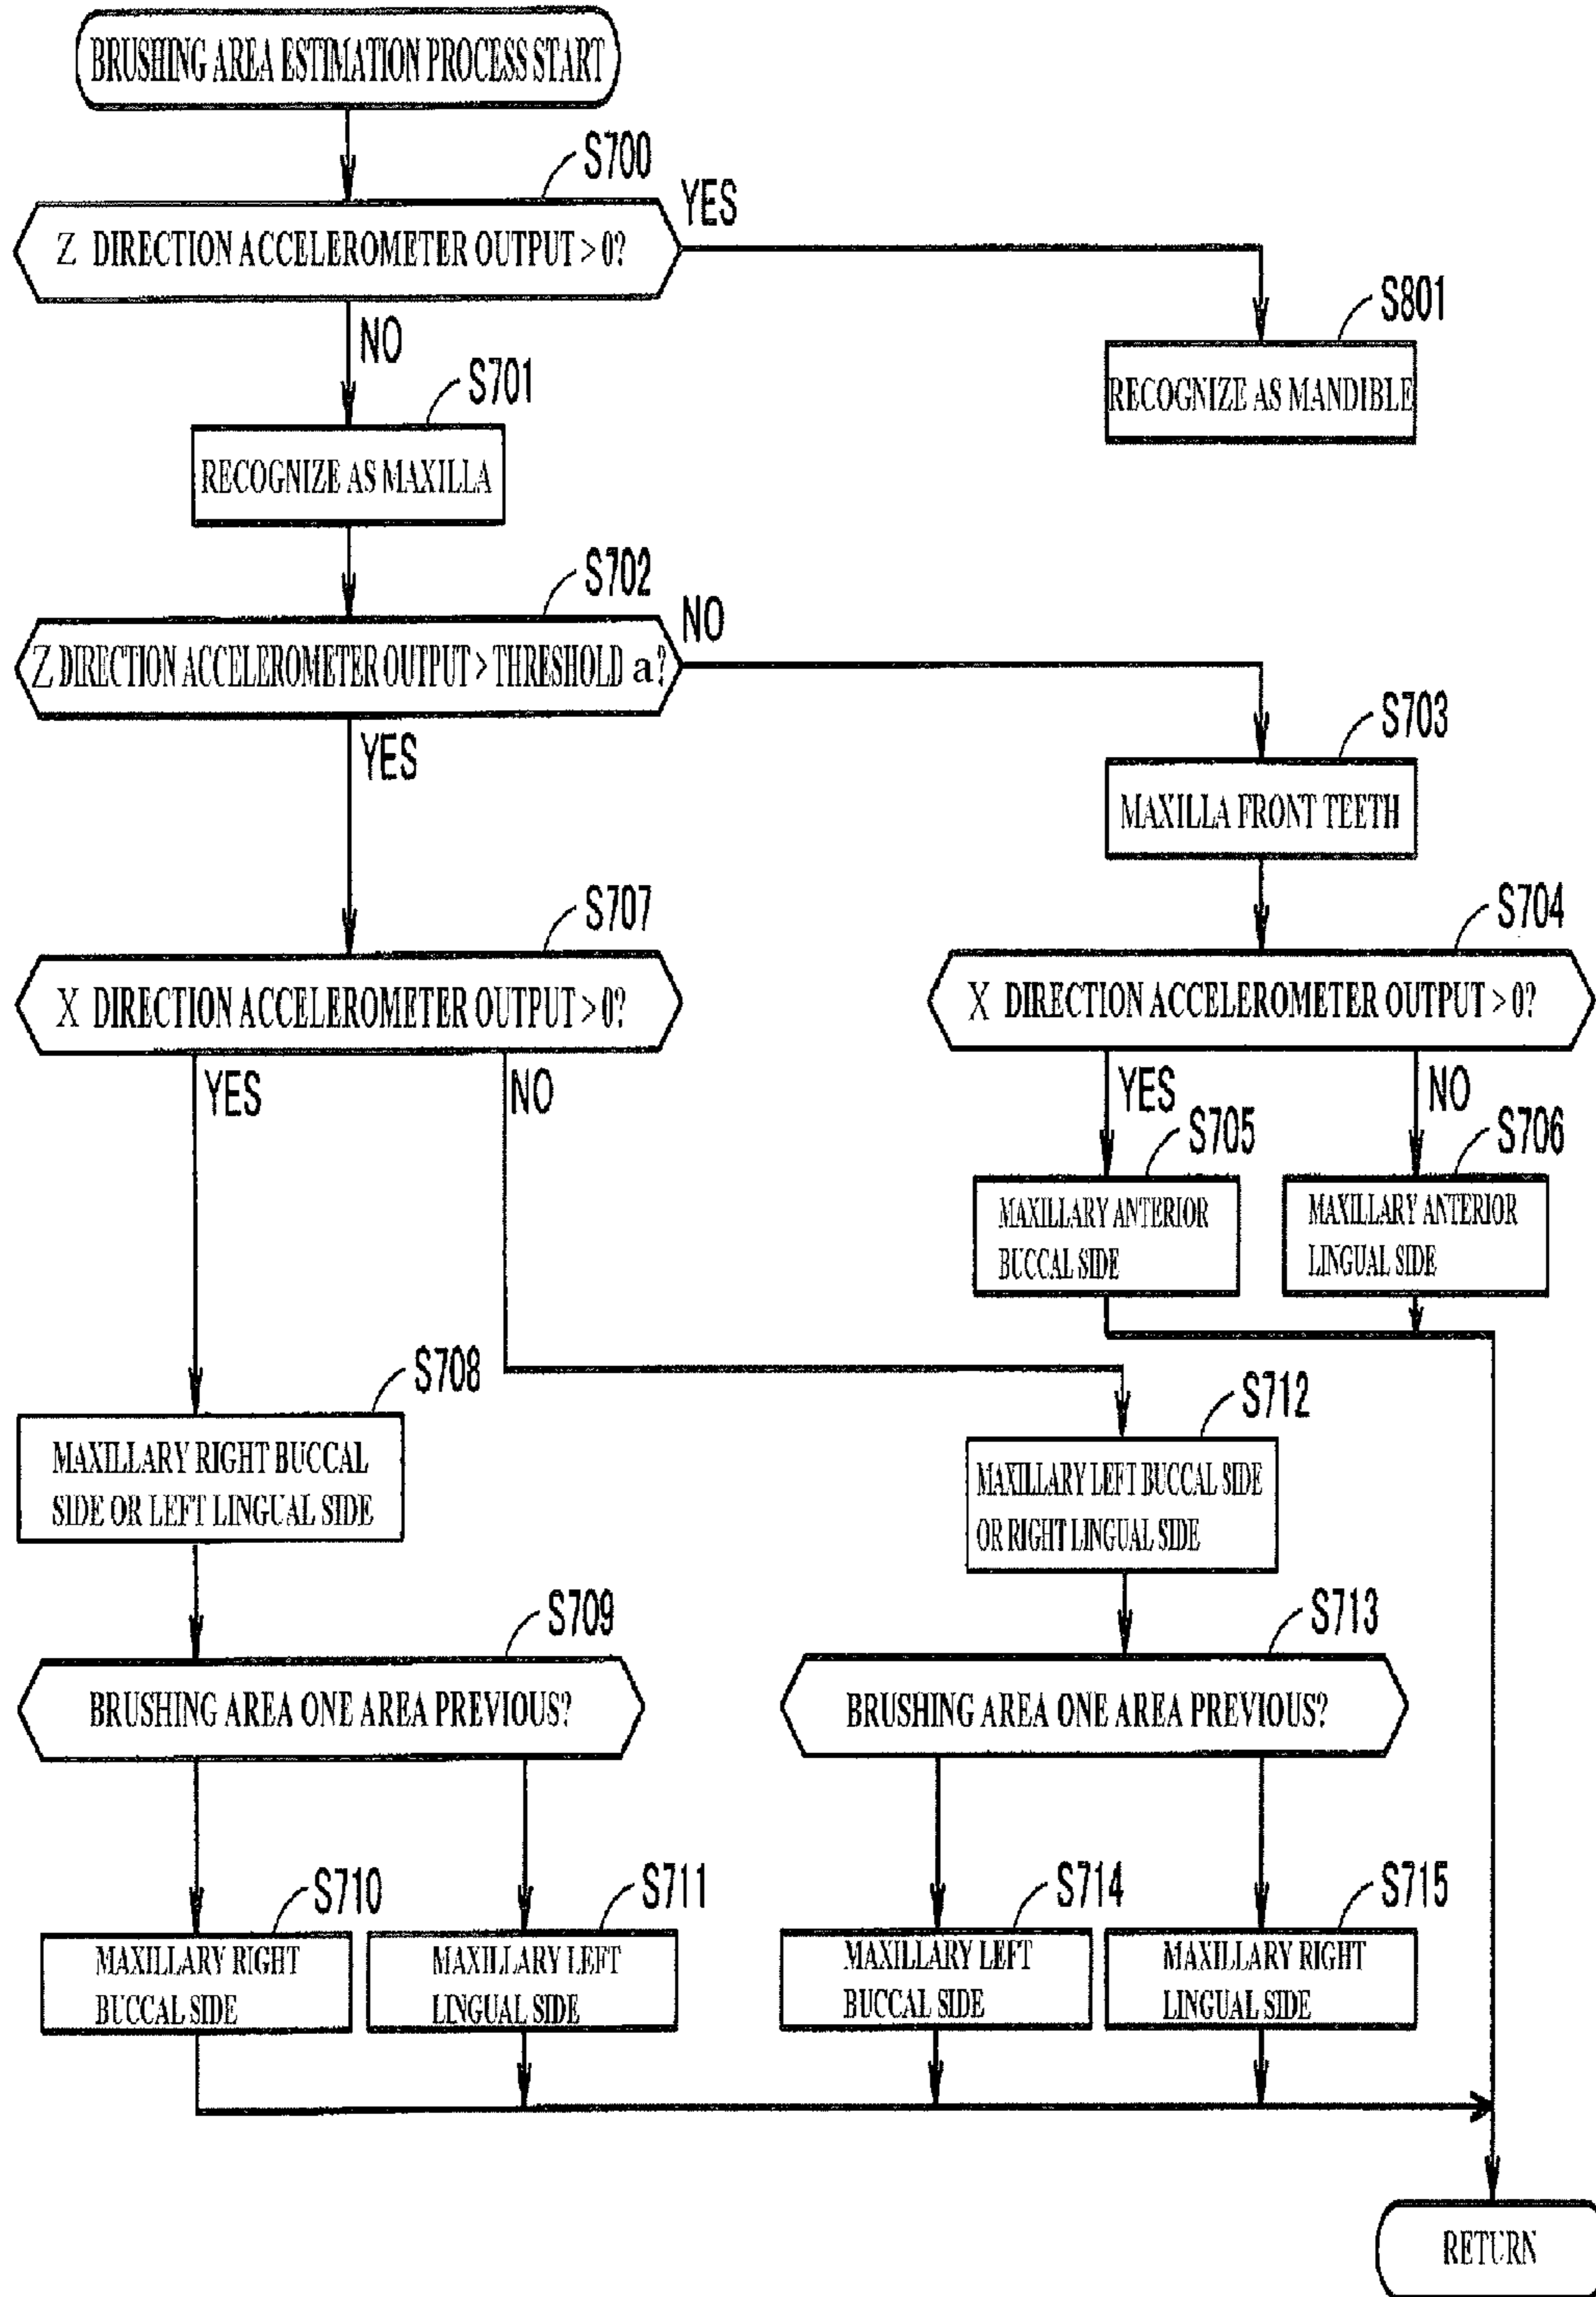 BRUSHING AREA ESTIMATION PROCESS START
S700
Z DIRECTION ACCELEROMETER OUTPUT > 0?
YES
NO
S801
RECOGNIZE AS MANDIBLE
S701
RECOGNIZE AS MAXILLA
S702
Z DIRECTION ACCELEROMETER OUTPUT > THRESHOLD a?
NO
YES
S703
MAXILLA FRONT TEETH
S707
X DIRECTION ACCELEROMETER OUTPUT > 0?
YES
NO
S704
X DIRECTION ACCELEROMETER OUTPUT > 0?
YES
NO
S705
MAXILLARY ANTERIOR
BUCCAL SIDE
S706
MAXILLARY ANTERIOR
LINGUAL SIDE
S708
MAXILLARY RIGHT BUCCAL
SIDE OR LEFT LINGUAL SIDE
S712
MAXILLARY LEFT BUCCAL SIDE
OR RIGHT LINGUAL SIDE
S709
BRUSHING AREA ONE AREA PREVIOUS?
S713
BRUSHING AREA ONE AREA PREVIOUS?
S710
MAXILLARY RIGHT
BUCCAL SIDE
S711
MAXILLARY LEFT
LINGUAL SIDE
S714
MAXILLARY LEFT
BUCCAL SIDE
S715
MAXILLARY RIGHT
LINGUAL SIDE
RETURN